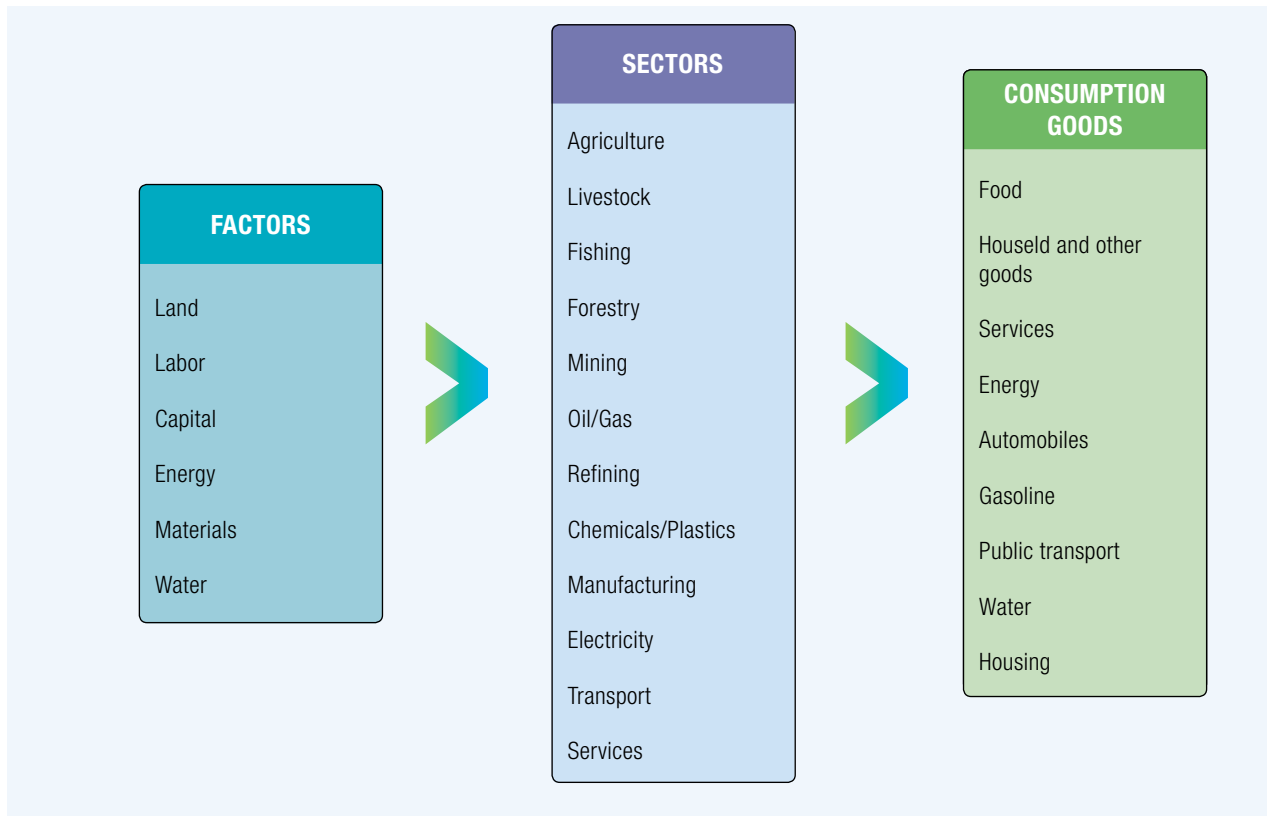 FACTORS
Land
Labor
Capital
Energy
Materials
Water
SECTORS
Agriculture
Livestock
Fishing
Forestry
Mining
Oil/Gas
Refining
Chemicals/Plastics
Manufacturing
Electricity
Transport
Services
CONSUMPTION
GOODS
Food
Houseld and other
goods
Services
Energy
Automobiles
Gasoline
Public transport
Water
Housing